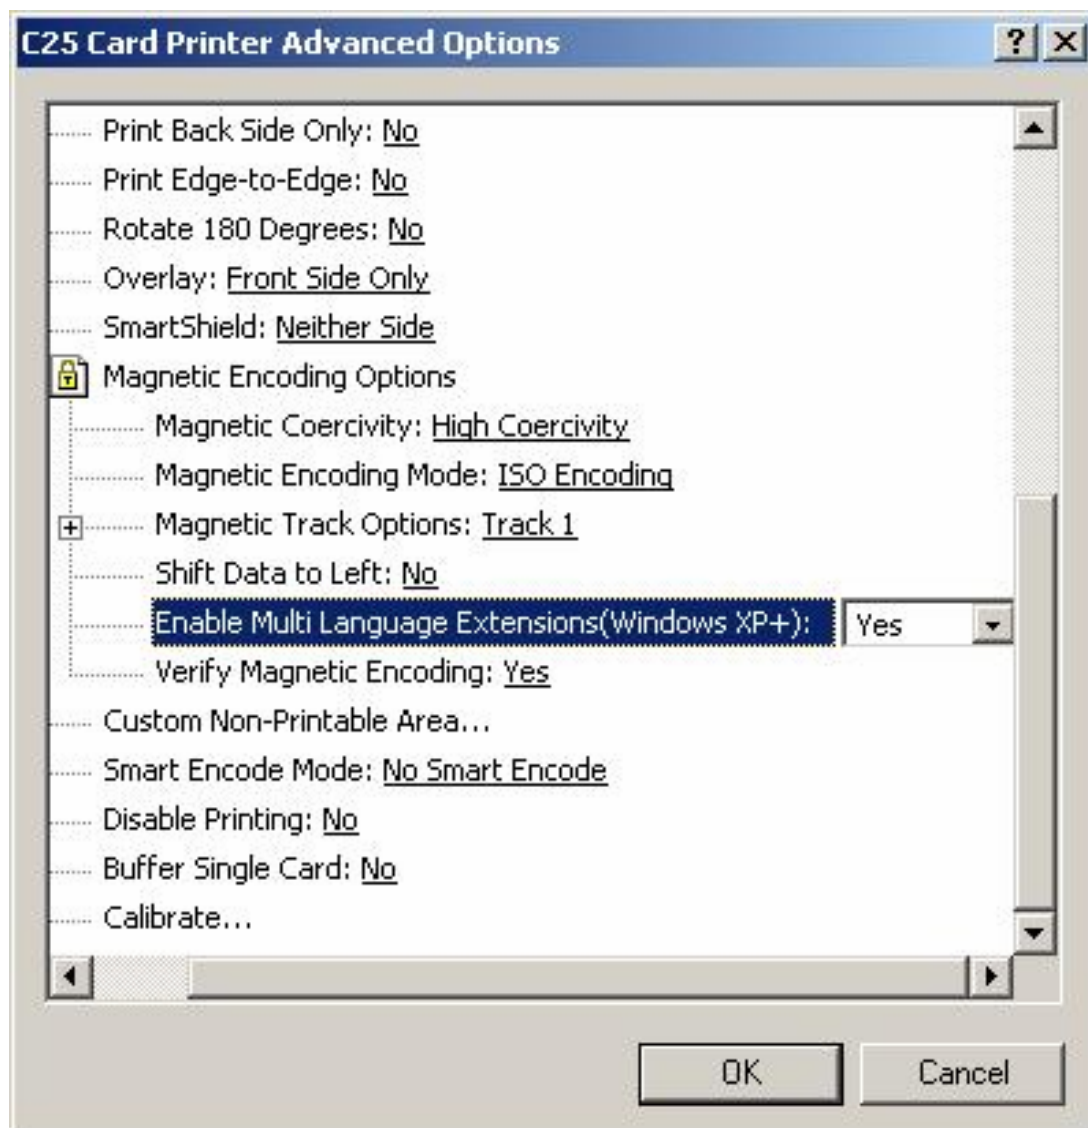 C25 Card Printer Advanced Options
Print Back Side Only: No
Print Edge-to-Edge: No
Rotate 180 Degrees: No
Overlay: Front Side Only
SmartShield: Neither Side
Magnetic Encoding Options
Magnetic Coercivity: High Coercivity
Magnetic Encoding Mode: ISO Encoding
Magnetic Track Options: Track 1
Shift Data to Left: No
Enable Multi Language Extensions(Windows XP+): Yes
Verify Magnetic Encoding: Yes
Custom Non-Printable Area...
Smart Encode Mode: No Smart Encode
Disable Printing: No
Buffer Single Card: No
Calibrate...
OK Cancel